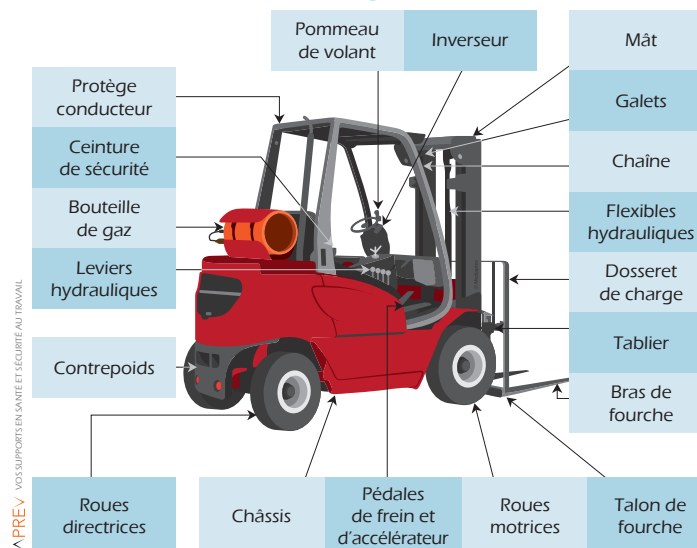 Pommeau
de volant
Inverseur
Mât
Protège
conducteur
Galets
Ceinture
de sécurité
Chaîne
Bouteille
de gaz
Flexibles
hydrauliques
Leviers
hydrauliques
Dosseret
de charge
Tablier
Contrepoids
Bras de
fourche
Roues
directrices
Châssis
Pédales
de frein et
d'accélérateur
Roues
motrices
Talon de
fourche
APREV VOS SUPPORTS EN SANTÉ ET SÉCURITÉ AU TRAVAIL